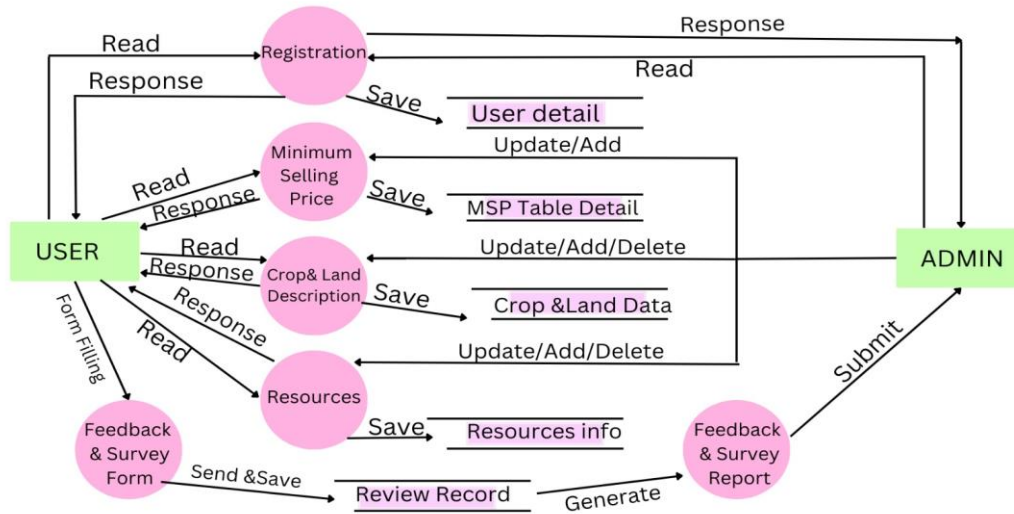 Response
Read
Registration
Read
Response
Save
User detail
Update/Add
Minimum
Selling
Price
Read
Save
Response
MSP Table Detail
USER
Read
Update/Add/Delete
ADMIN
Response
Crop& Land
Description
Save
Crop &Land Data
Response
Form Filling
Read
Update/Add/Delete
Submit
Resources
Save
Resources info
Feedback
& Survey
Form
Feedback
& Survey
Report
Send &Save
Review Record
Generate